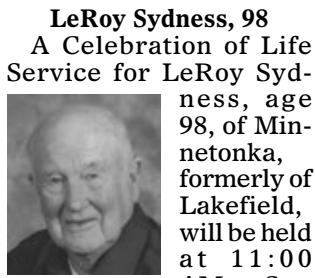 LeRoy Sydness, 98
A Celebration of Life
Service for LeRoy Syd-
ness, age
98, of Min-
netonka,
formerly of
Lakefield,
will be held
at 11:00